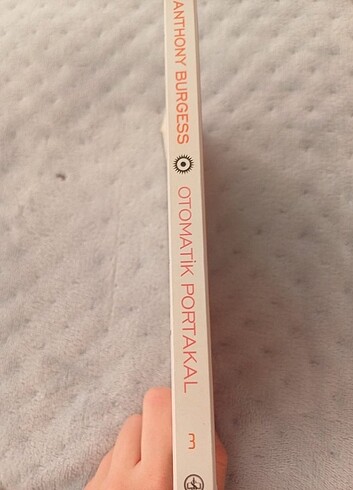 ANTHONY BURGESS
OTOMATİK PORTAKAL
3